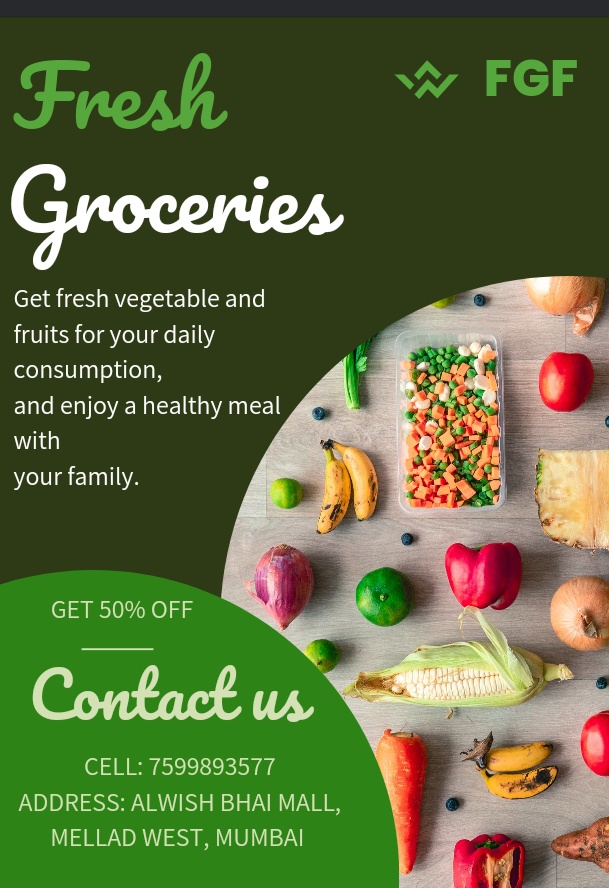 Fresh
FGF
Groceries
Get fresh vegetable and
fruits for your daily
consumption,
and enjoy a healthy meal
with
your family.
GET 50% OFF
Contact us
CELL: 7599893577
ADDRESS: ALWISH BHAI MALL,
MELLAD WEST, MUMBAI